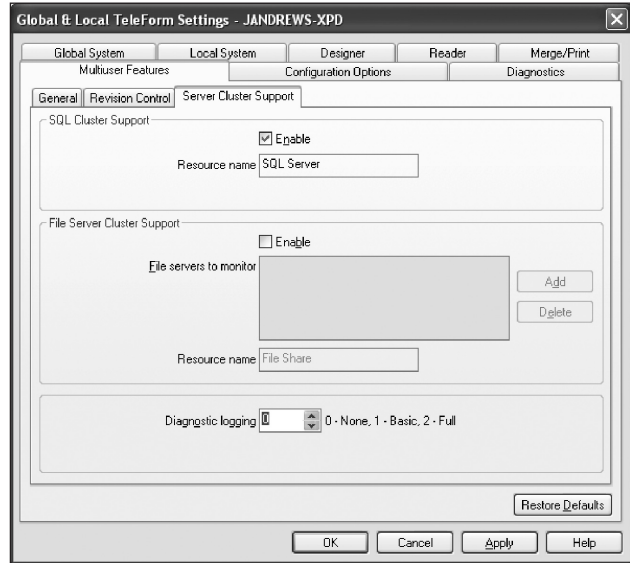 Global & Local TeleForm Settings - JANDREWS-XPD
Global System Local System Designer Reader Merge/Print
Multiuser Features Configuration Options Diagnostics
General Revision Control Server Cluster Support
SQL Cluster Support
Enable
Resource name SQL Server
File Server Cluster Support
Enable
File servers to monitor
Add
Delete
Resource name File Share
Diagnostic logging 0 0 - None, 1 - Basic, 2 - Full
Restore Defaults
OK Cancel Apply Help